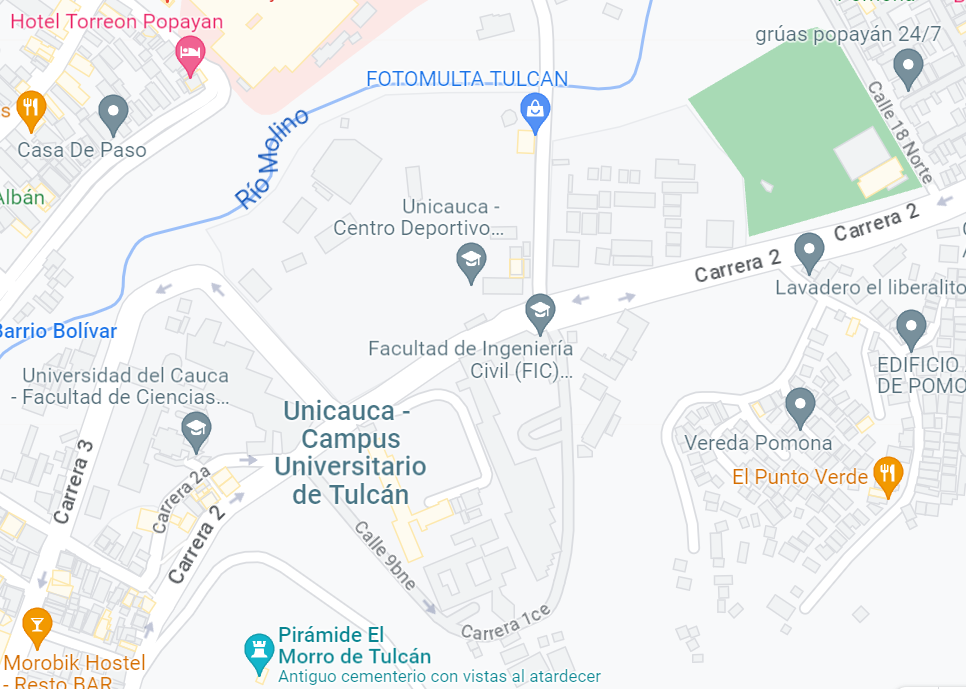 Hotel Torreon Popayan
grúas popayán 24/7
FOTOMULTA TULCAN
Calle 18 Norte
Casa De Paso
Río Molino
Albán
Unicauca -
Centro Deportivo...
Carrera 2
Carrera 2
Lavadero el liberalito
Barrio Bolívar
Facultad de Ingeniería
Civil (FIC)...
EDIFICIO
DE POMO
Universidad del Cauca
- Facultad de Ciencias...
Unicauca -
Campus
Universitario
de Tulcán
Vereda Pomona
El Punto Verde
Carrera 3
Carrera 2a
Carrera 2
Calle 9bne
Carrera 1ce
Pirámide El
Morro de Tulcán
Antiguo cementerio con vistas al atardecer
Morobik Hostel
- Resto BAR